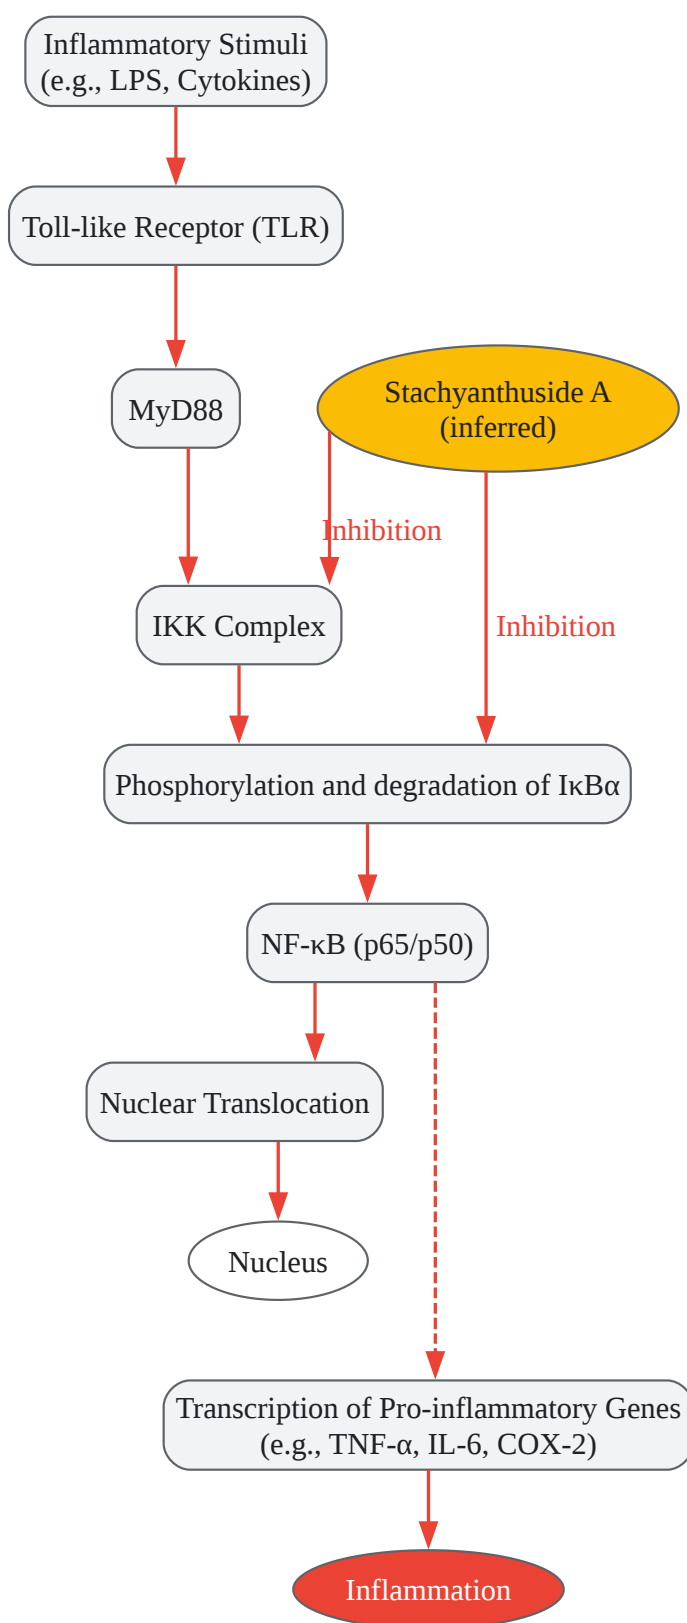 Inflammatory Stimuli
(e.g., LPS, Cytokines)
Toll-like Receptor (TLR)
MyD88
Stachyanthuside A
(inferred)
Inhibition
IKK Complex
Inhibition
Phosphorylation and degradation of IκBα
NF-κB (p65/p50)
Nuclear Translocation
Nucleus
Transcription of Pro-inflammatory Genes
(e.g., TNF-α, IL-6, COX-2)
Inflammation